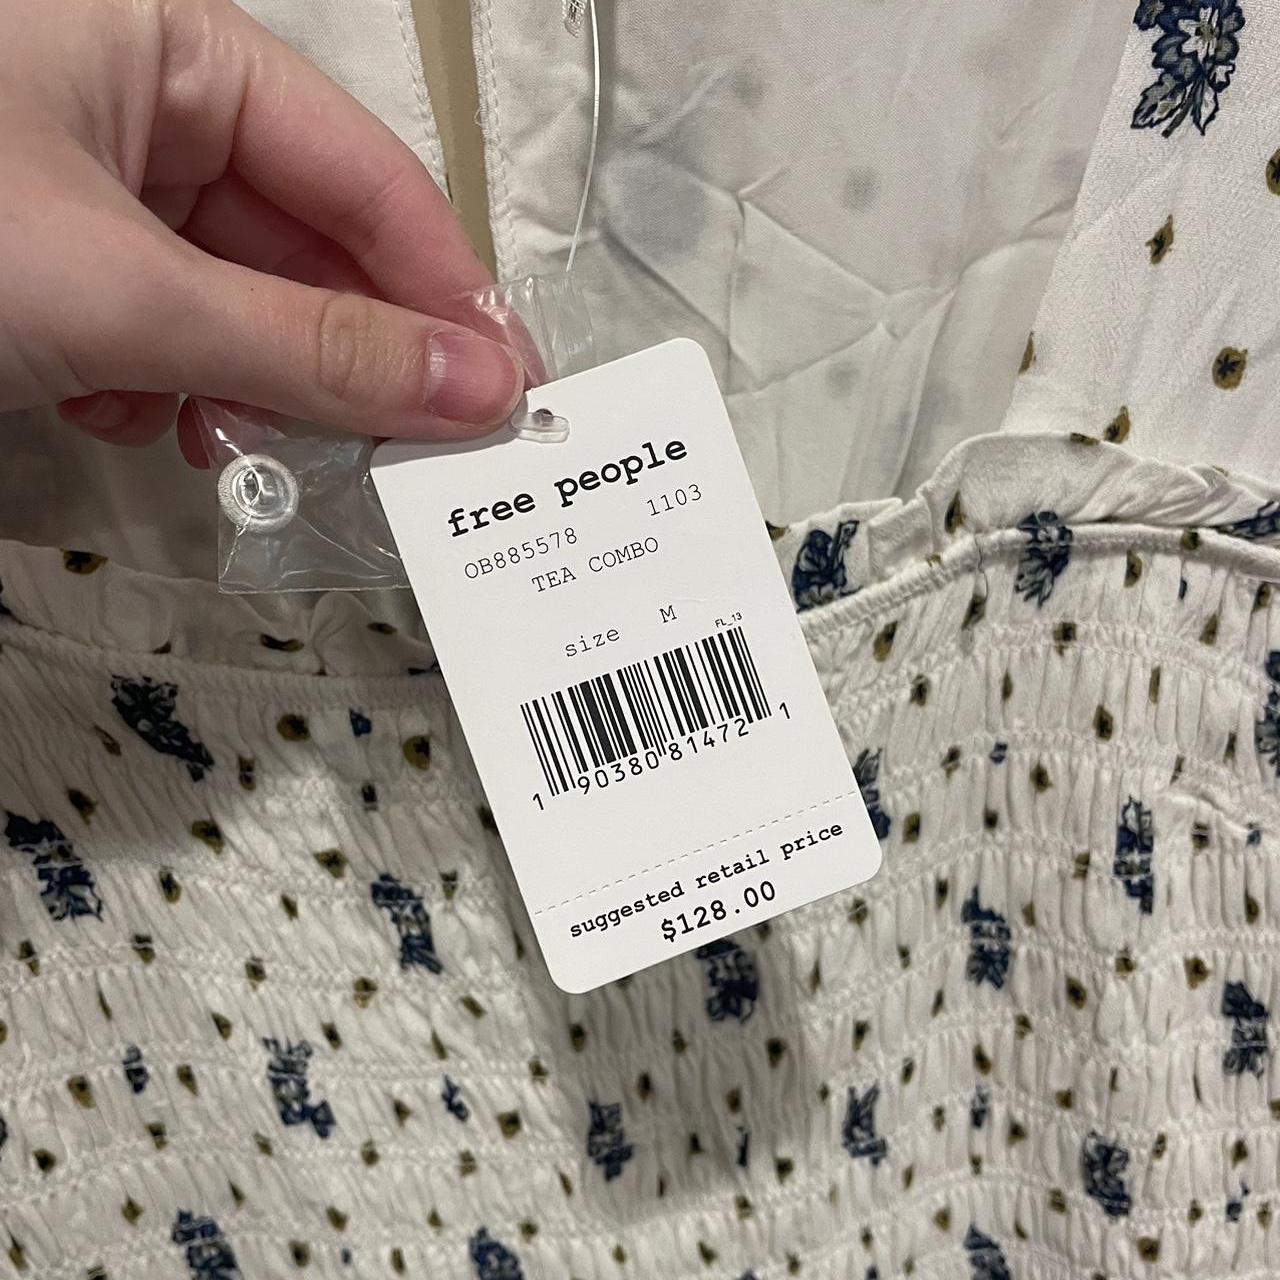 free people
OB885578 1103
TEA COMBO
size M
FL_13
1 90380 81472 1
suggested retail price
$128.00